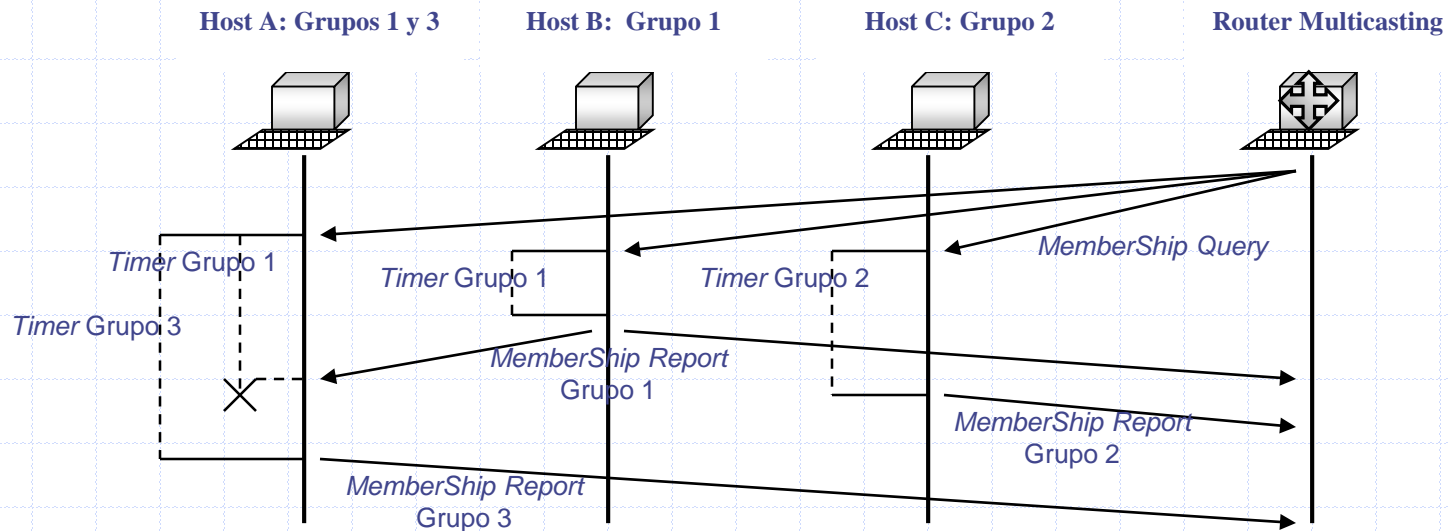 Host A: Grupos 1 y 3
Host B: Grupo 1
Host C: Grupo 2
Router Multicasting
MemberShip Query
Timer Grupo 1
Timer Grupo 1
Timer Grupo 2
Timer Grupo 3
MemberShip Report
Grupo 1
MemberShip Report
Grupo 2
MemberShip Report
Grupo 3